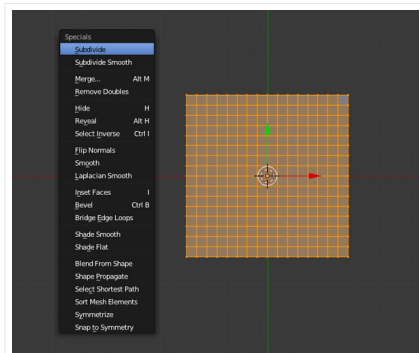 Specials
Subdivide
Subdivide Smooth
Merge... Alt M
Remove Doubles
Hide H
Reveal Alt H
Select Inverse Ctrl I
Flip Normals
Smooth
Laplacian Smooth
Inset Faces I
Bevel Ctrl B
Bridge Edge Loops
Shade Smooth
Shade Flat
Blend From Shape
Shape Propagate
Select Shortest Path
Sort Mesh Elements
Symmetrize
Snap to Symmetry